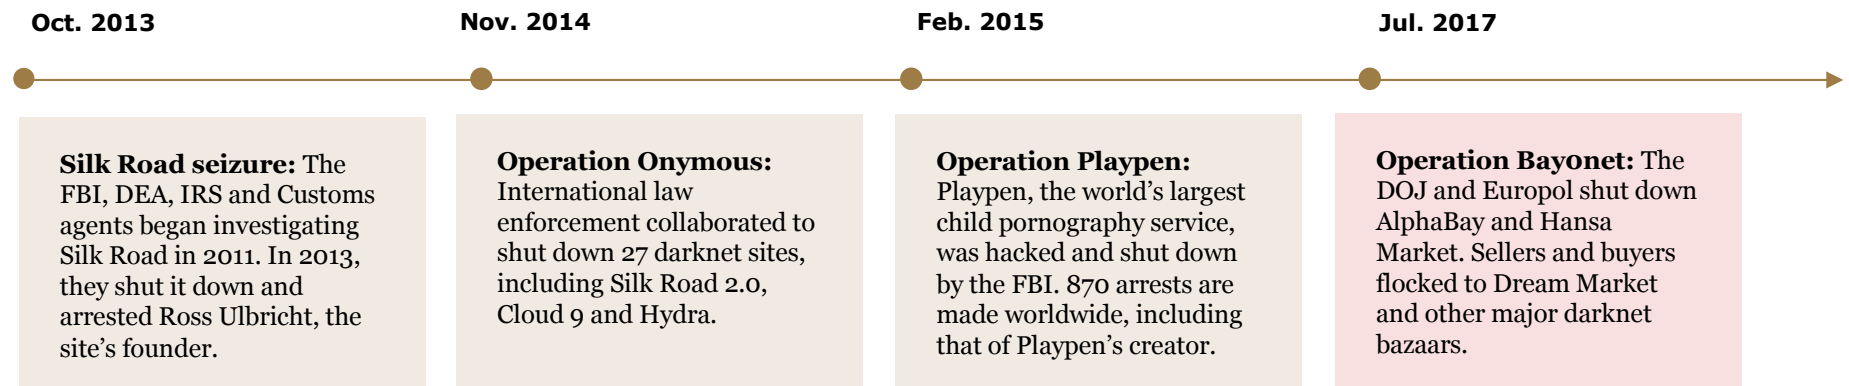 Oct. 2013
Nov. 2014
Feb. 2015
Jul. 2017
Silk Road seizure: The
FBI, DEA, IRS and Customs
agents began investigating
Silk Road in 2011. In 2013,
they shut it down and
arrested Ross Ulbricht, the
site’s founder.
Operation Onymous:
International law
enforcement collaborated to
shut down 27 darknet sites,
including Silk Road 2.0,
Cloud 9 and Hydra.
Operation Playpen:
Playpen, the world’s largest
child pornography service,
was hacked and shut down
by the FBI. 870 arrests are
made worldwide, including
that of Playpen’s creator.
Operation Bayonet: The
DOJ and Europol shut down
AlphaBay and Hansa
Market. Sellers and buyers
flocked to Dream Market
and other major darknet
bazaars.